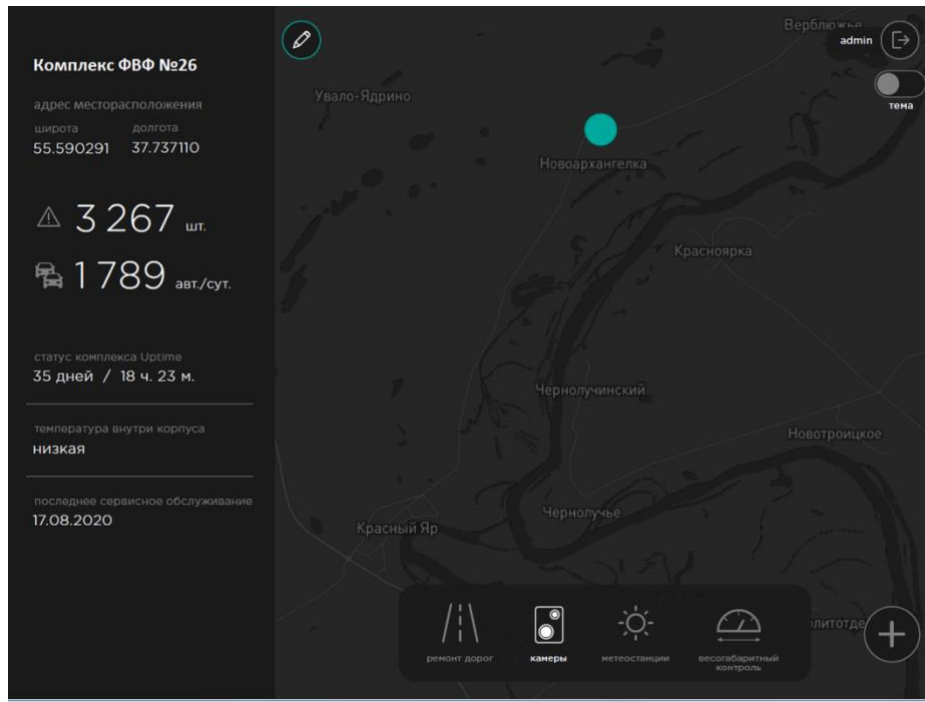 Комплекс ФВФ №26
адрес месторасположения
широта долгота
55.590291 37.737110
3 267 шт.
1 789 авт./сут.
статус комплекса Uptime
35 дней / 18 ч. 23 м.
температура внутри корпуса
низкая
последнее сервисное обслуживание
17.08.2020
Верблюжье
admin
тема
Увало-Ядрино
Новоархангелка
Красноярка
Чернолучинский
Новотроицкое
Чернолучье
Красный Яр
ремонт дорог
камеры
метеостанции
весогабаритный
контроль